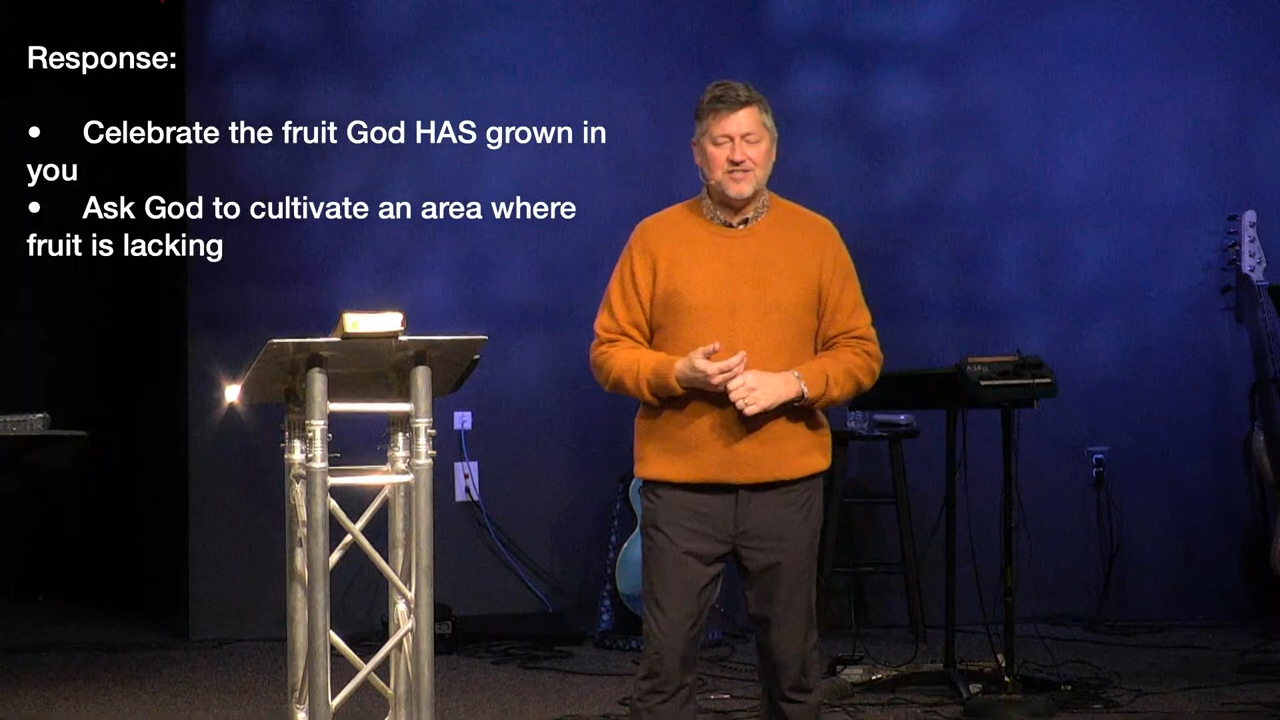 Response:
• Celebrate the fruit God HAS grown in
you
• Ask God to cultivate an area where
fruit is lacking